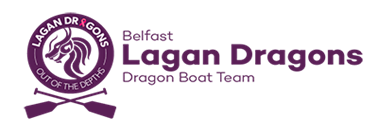 LAGAN DRAGONS
OUT OF THE DEPTHS
Belfast
Lagan Dragons
Dragon Boat Team